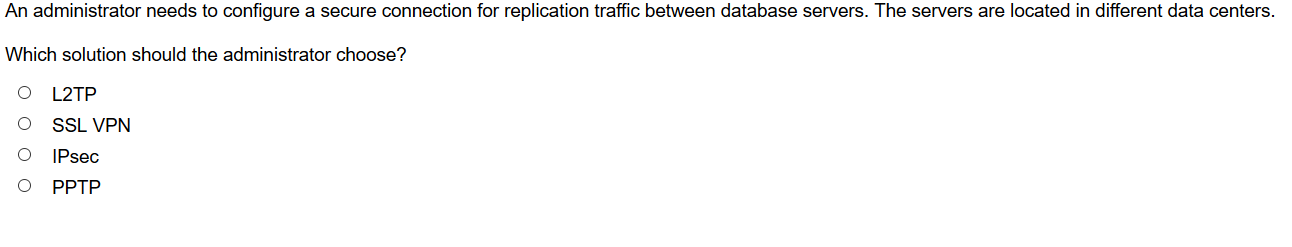 An administrator needs to configure a secure connection for replication traffic between database servers. The servers are located in different data centers.
Which solution should the administrator choose?
L2TP
SSL VPN
IPsec
PPTP